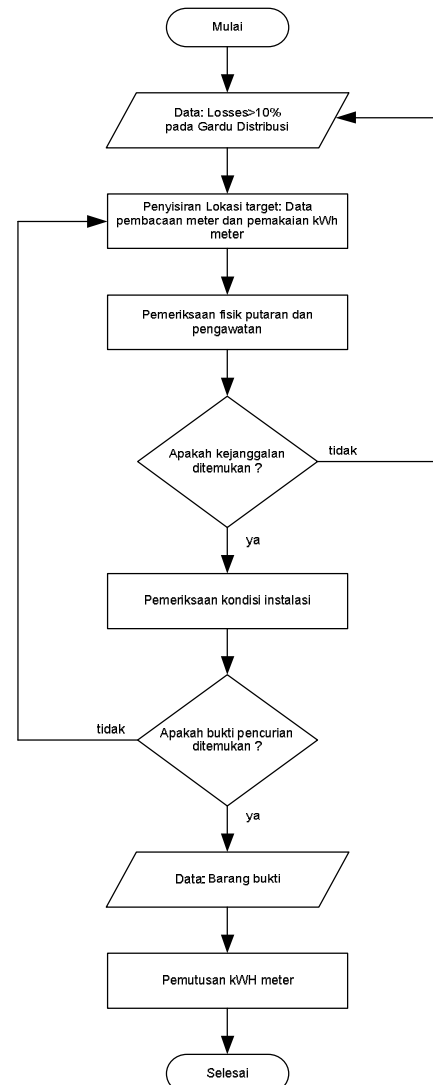 Mulai
Data: Losses>10%
pada Gardu Distribusi
Penyisiran Lokasi target: Data
pembacaan meter dan pemakaian kWh
meter
Pemeriksaan fisik putaran dan
pengawatan
Apakah kejanggalan
ditemukan ?
tidak
ya
Pemeriksaan kondisi instalasi
Apakah bukti pencurian
ditemukan ?
tidak
ya
Data: Barang bukti
Pemutusan kWH meter
Selesai